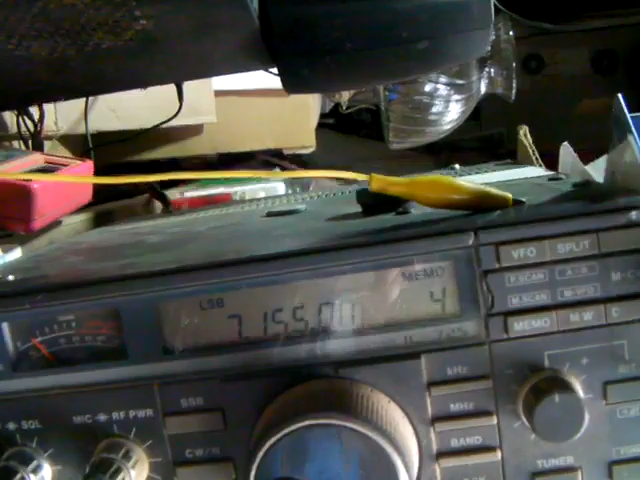 MEMO
LSB
7.155.00 4
VFO SPLIT
P.SCAN A=B
M.SCAN M▸VFO
MEMO MW C
SSB
kHz
MHz
SQL MIC RF PWR
CW/N
BAND
TUNER